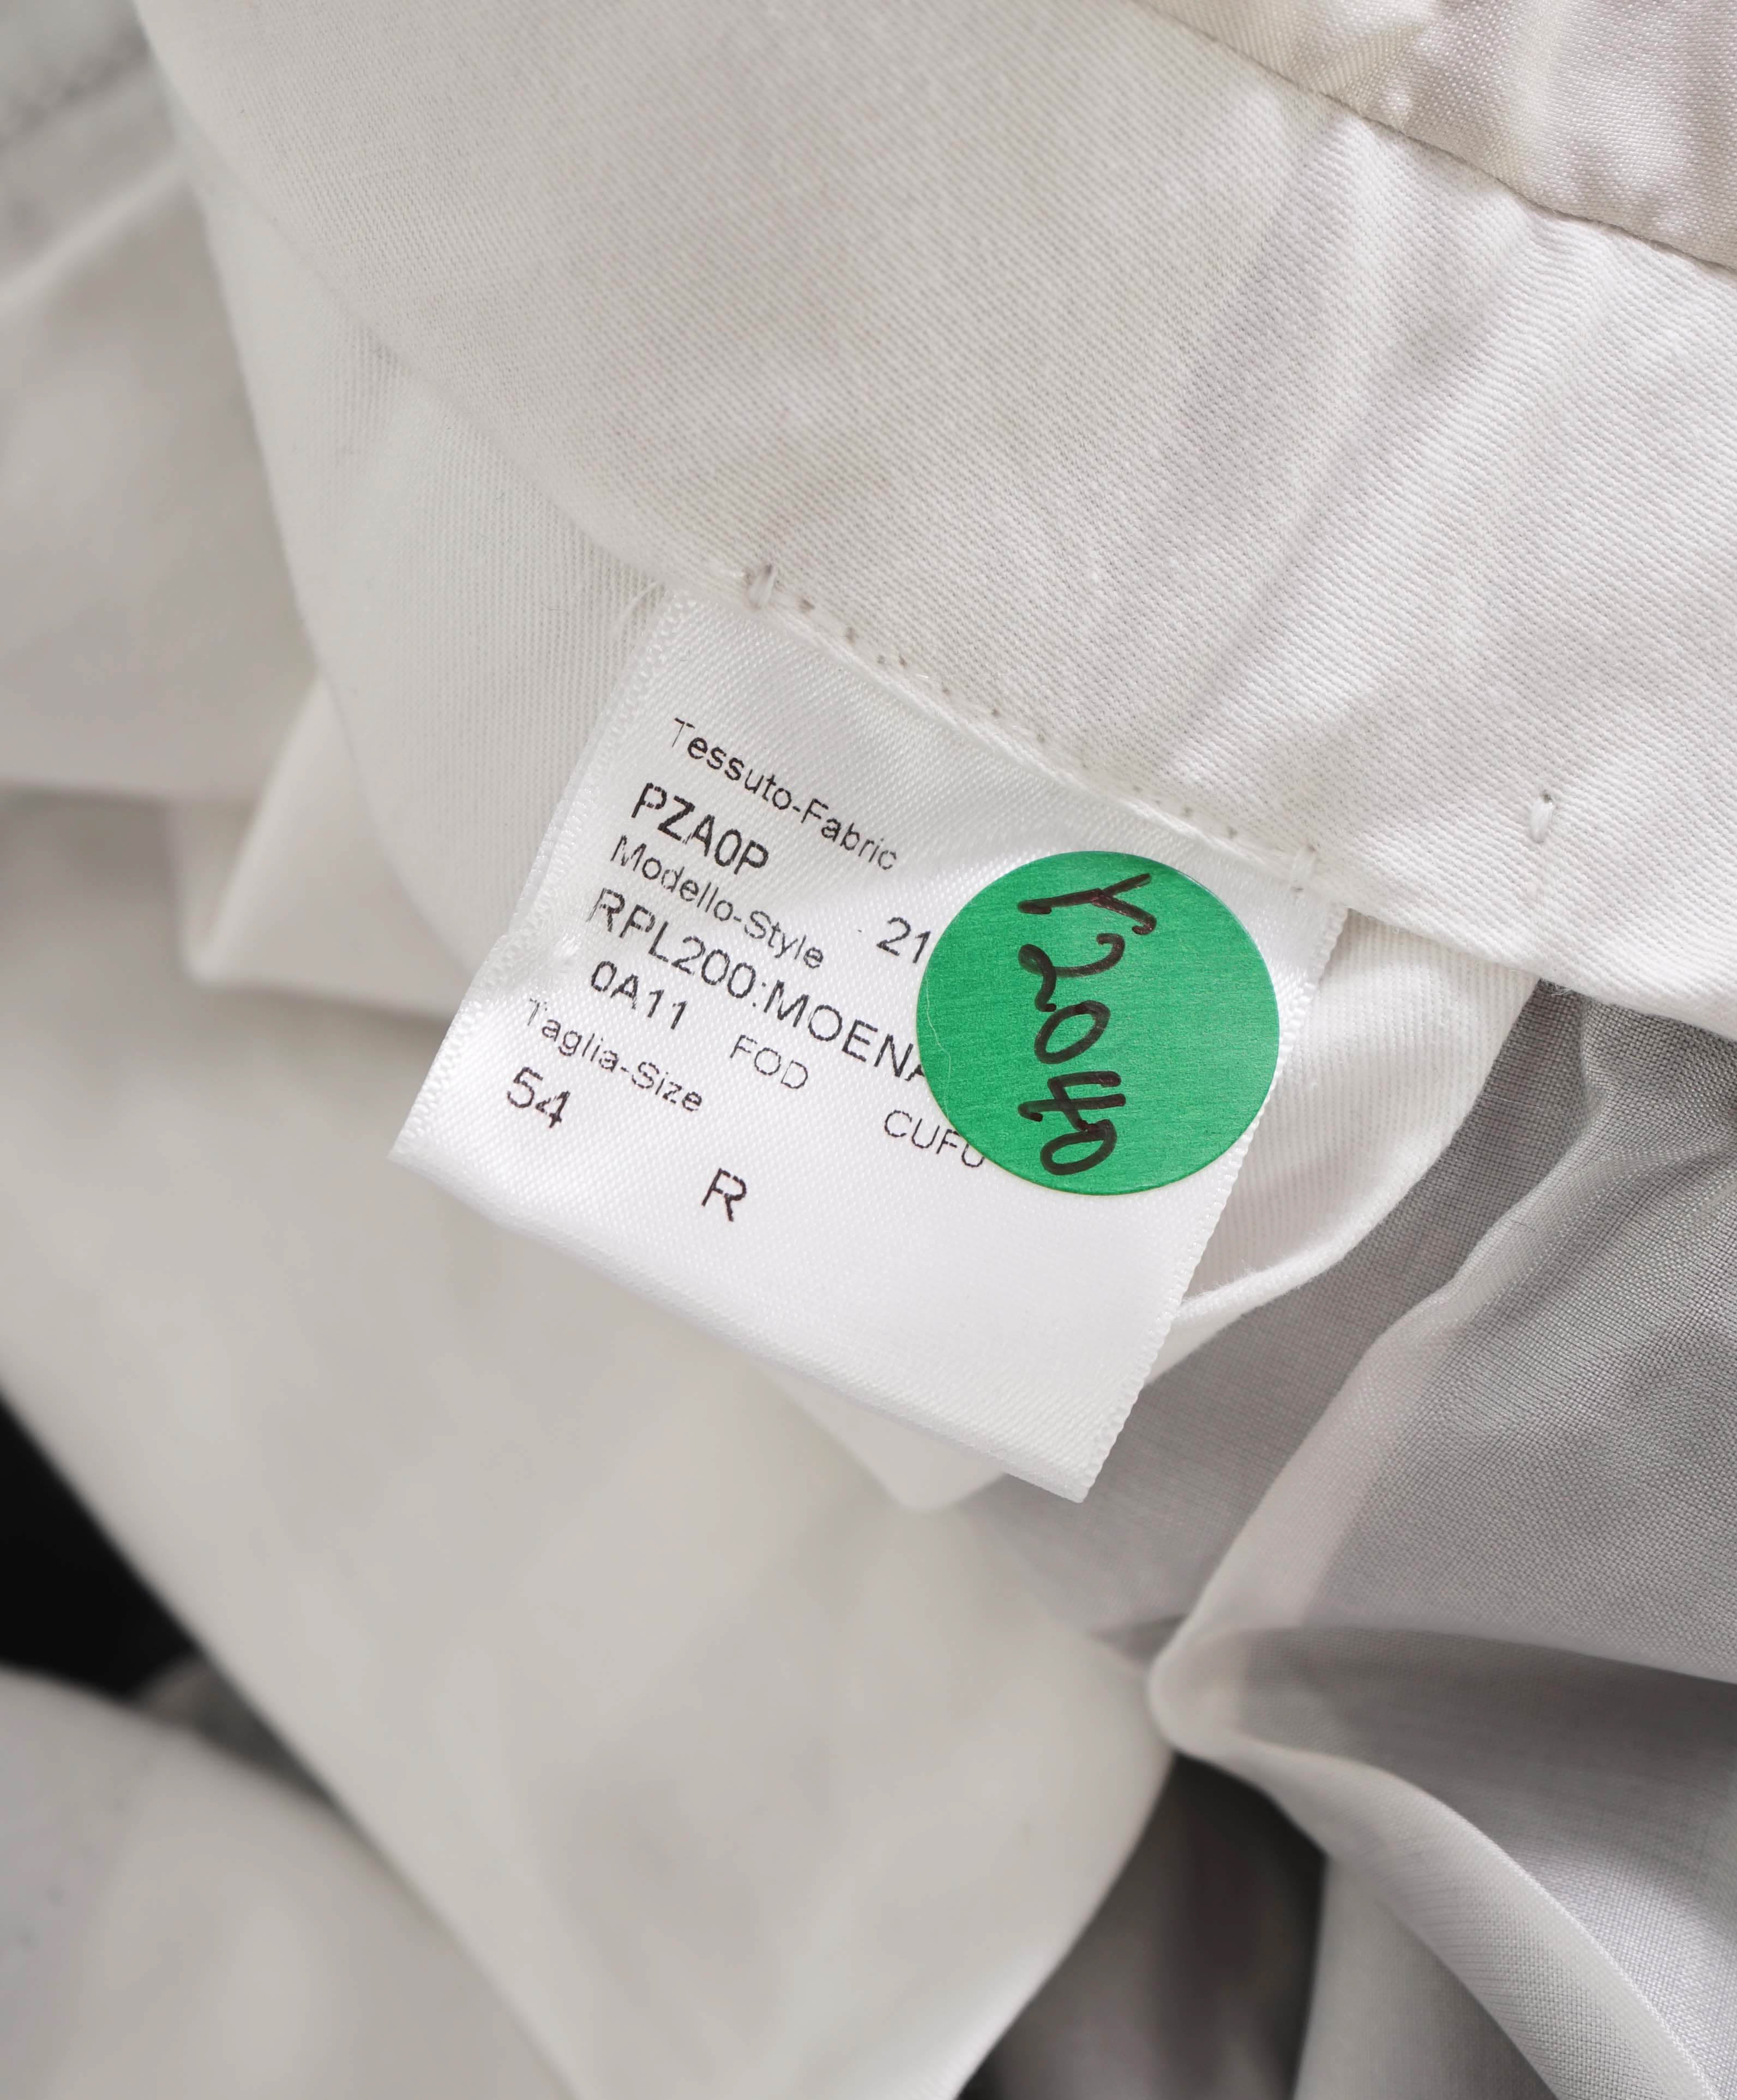 Tessuto-Fabric
PZA0P
Modello-Style 21
RPL200:MOENA
0A11 FOD CUFU
Taglia-Size
54 R
Y2040